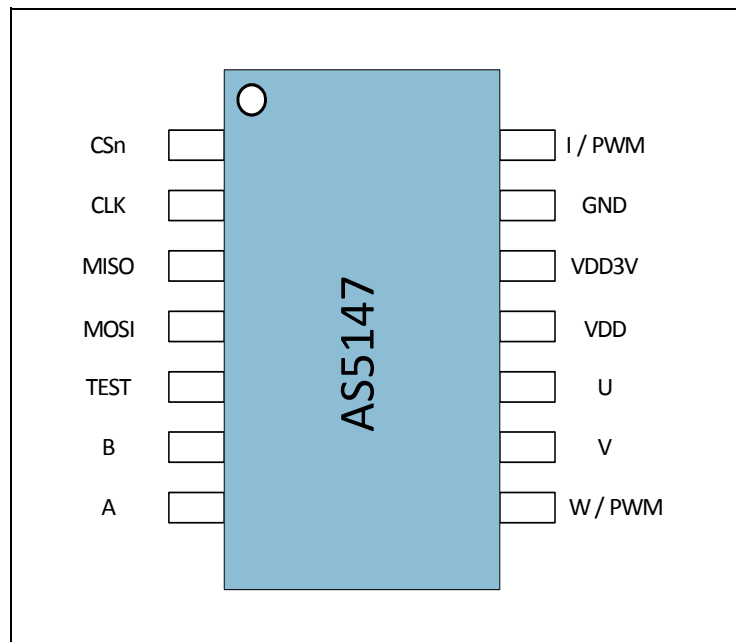 CSn
CLK
MISO
MOSI
TEST
B
A
AS5147
I / PWM
GND
VDD3V
VDD
U
V
W / PWM